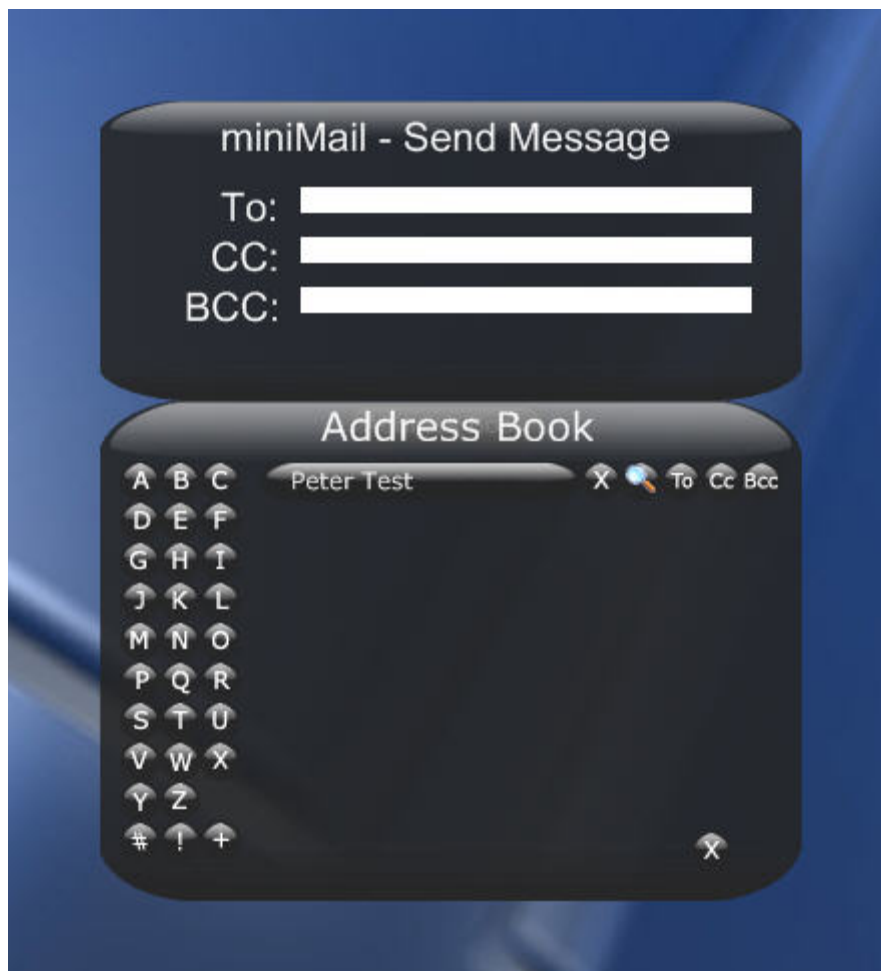 miniMail - Send Message
To:
CC:
BCC:
Address Book
A B C Peter Test X To Cc Bcc
D E F
G H I
J K L
M N O
P Q R
S T U
V W X
Y Z
# ! + X